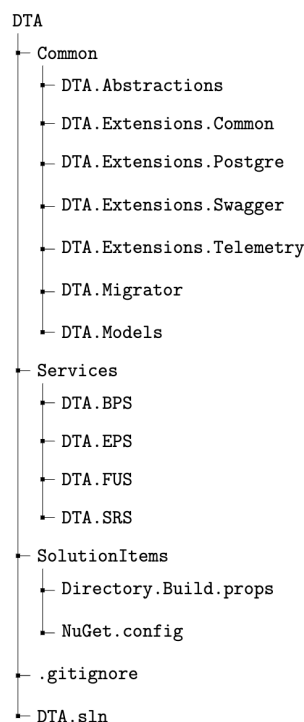 DTA
Common
DTA.Abstractions
DTA.Extensions.Common
DTA.Extensions.Postgre
DTA.Extensions.Swagger
DTA.Extensions.Telemetry
DTA.Migrator
DTA.Models
Services
DTA.BPS
DTA.EPS
DTA.FUS
DTA.SRS
SolutionItems
Directory.Build.props
NuGet.config
.gitignore
DTA.sln